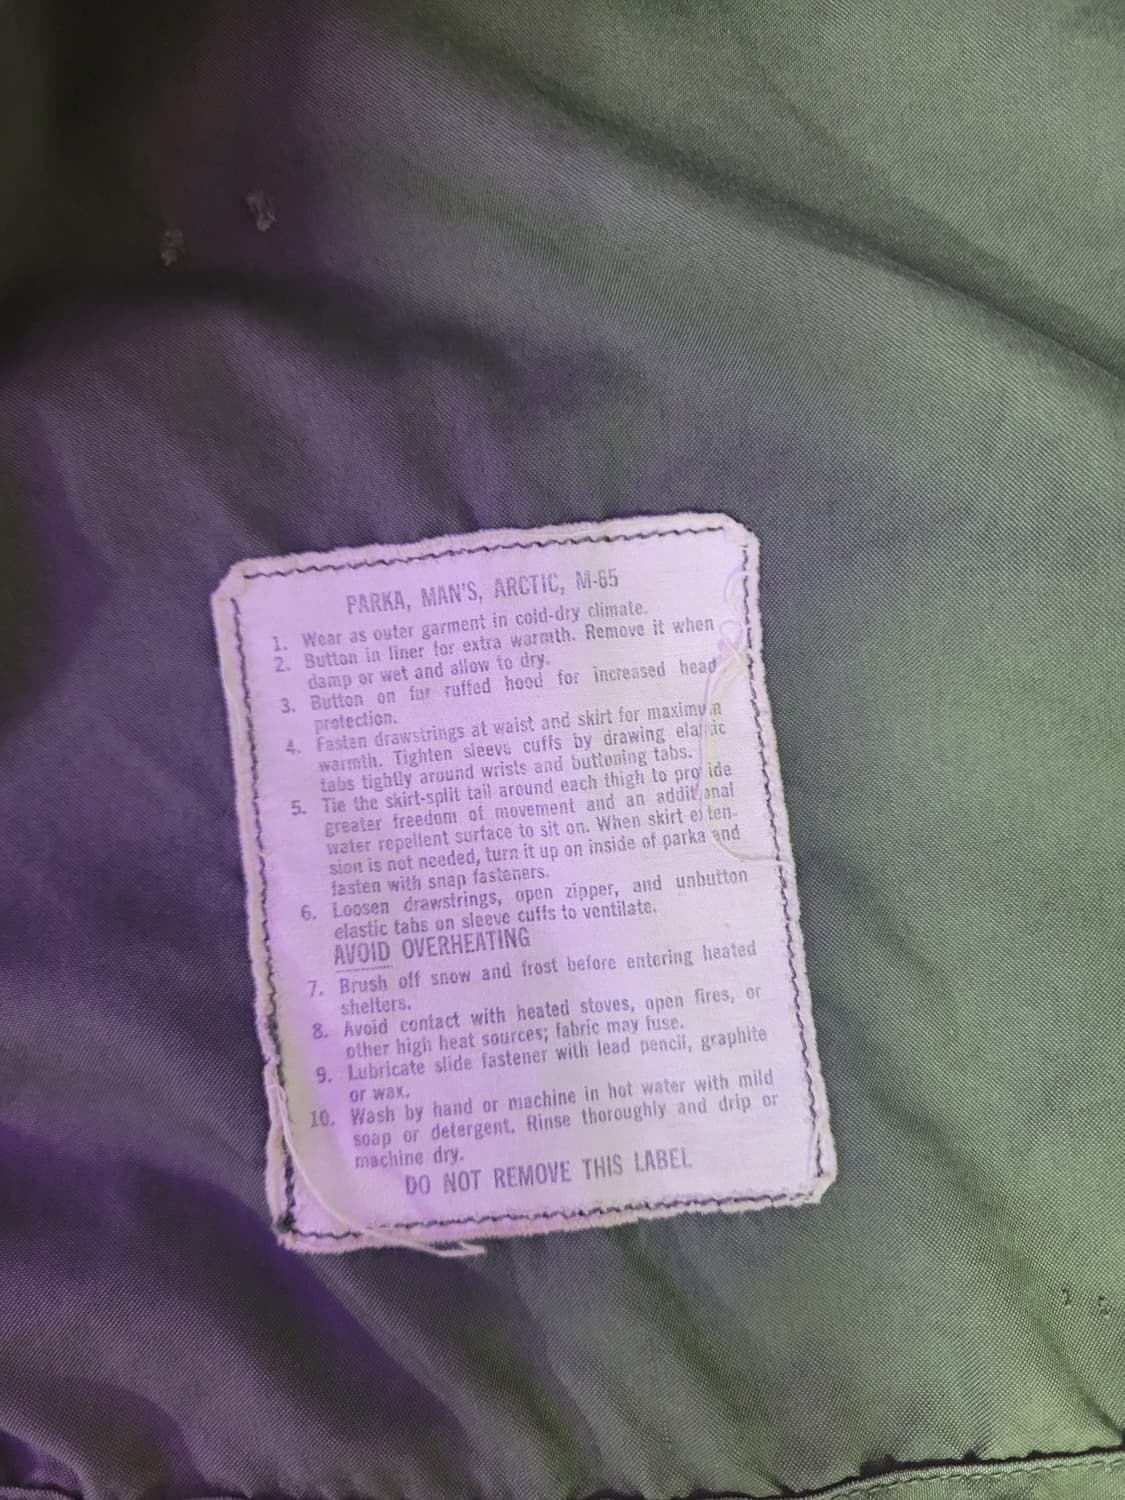 PARKA, MAN'S, ARCTIC, M-65
1. Wear as outer garment in cold-dry climate.
2. Button in liner for extra warmth. Remove it when
damp or wet and allow to dry.
3. Button on fur ruffed hood for increased head
protection.
4. Fasten drawstrings at waist and skirt for maximum
warmth. Tighten sleeve cuffs by drawing elastic
tabs tightly around wrists and buttoning tabs.
5. Tie the skirt-split tail around each thigh to provide
greater freedom of movement and an additional
water repellent surface to sit on. When skirt exten-
sion is not needed, turn it up on inside of parka and
fasten with snap fasteners.
6. Loosen drawstrings, open zipper, and unbutton
elastic tabs on sleeve cuffs to ventilate.
AVOID OVERHEATING
7. Brush off snow and frost before entering heated
shelters.
8. Avoid contact with heated stoves, open fires, or
other high heat sources; fabric may fuse.
9. Lubricate slide fastener with lead pencil, graphite
or wax.
10. Wash by hand or machine in hot water with mild
soap or detergent. Rinse thoroughly and drip or
machine dry.
DO NOT REMOVE THIS LABEL